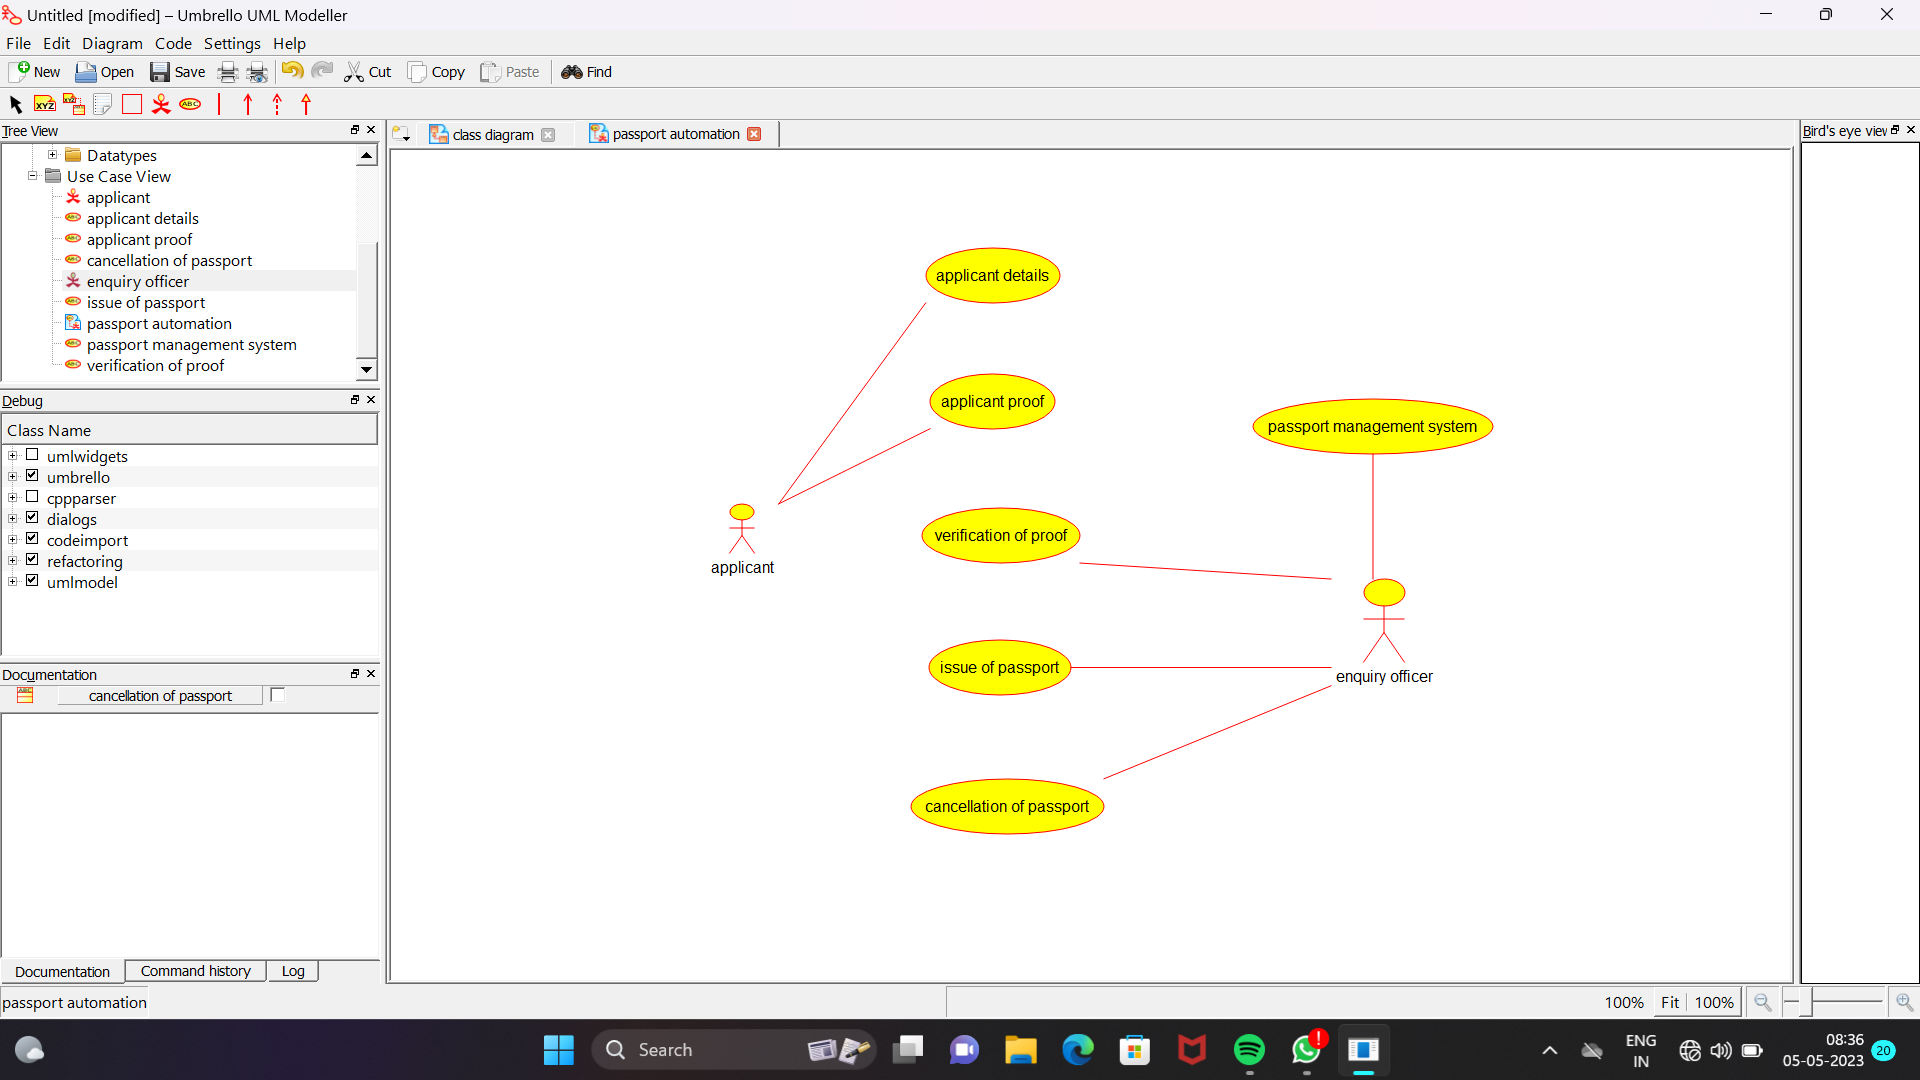 Untitled [modified] – Umbrello UML Modeller
File Edit Diagram Code Settings Help
New Open Save Cut Copy Paste Find
XYZ XYZ ABC
Tree View
class diagram
passport automation
Bird's eye view
Datatypes
Use Case View
applicant
applicant details
applicant proof
cancellation of passport
enquiry officer
issue of passport
passport automation
passport management system
verification of proof
Debug
Class Name
umlwidgets
umbrello
cppparser
dialogs
codeimport
refactoring
umlmodel
Documentation
cancellation of passport
Documentation Command history Log
applicant details
applicant proof
passport management system
verification of proof
applicant
issue of passport
enquiry officer
cancellation of passport
passport automation
100% Fit 100%
Search
ENG
IN
08:36
05-05-2023
20